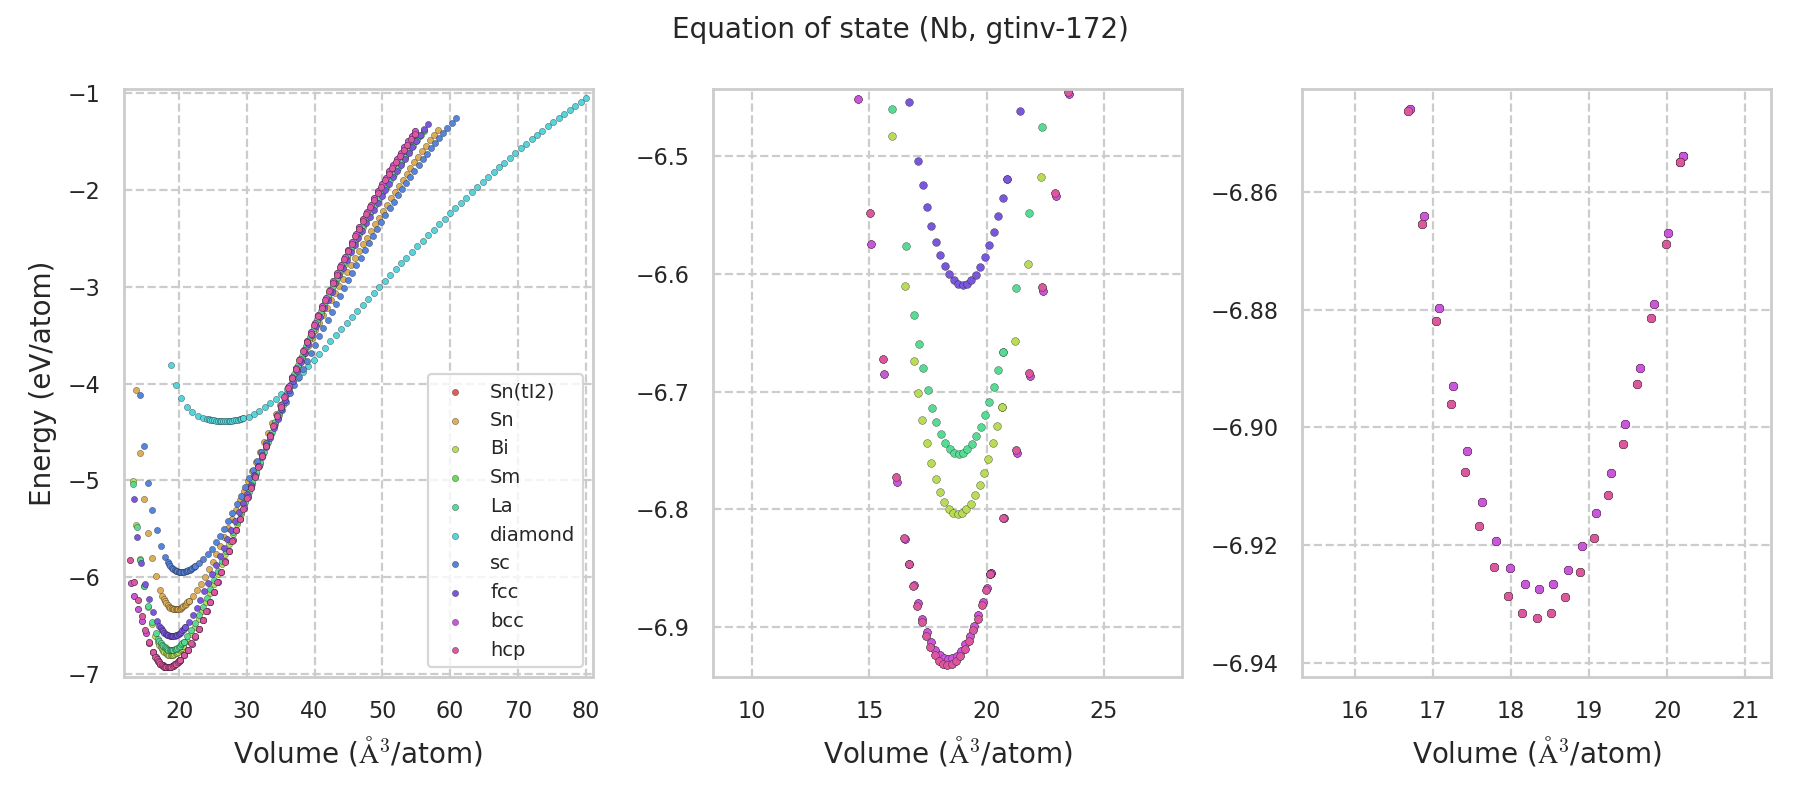 Equation of state (Nb, gtinv-172)
Energy (eV/atom)
−1
−2
−3
−4
−5
−6
−7
20 30 40 50 60 70 80
Volume (Å³/atom)
Sn(tI2)
Sn
Bi
Sm
La
diamond
sc
fcc
bcc
hcp
−6.5
−6.6
−6.7
−6.8
−6.9
10 15 20 25
Volume (Å³/atom)
−6.86
−6.88
−6.90
−6.92
−6.94
16 17 18 19 20 21
Volume (Å³/atom)